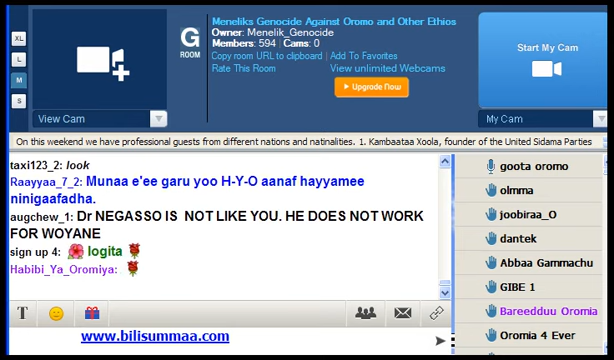 XL
L
M
S
View Cam
G
ROOM
Meneliks Genocide Against Oromo and Other Ethios
Owner: Menelik_Genocide
Members: 594 | Cams: 0
Copy room URL to clipboard | Add To Favorites
Rate This Room View unlimited Webcams
Upgrade Now
Start My Cam
My Cam
On this weekend we have professional guests from different nations and natinalities. 1. Kambaataa Xoola, founder of the United Sidama Parties
taxi123_2: look
Raayyaa_7_2: Munaa e'ee garu yoo H-Y-O aanaf hayyamee
ninigaafadha.
augchew_1: Dr NEGASSO IS NOT LIKE YOU. HE DOES NOT WORK
FOR WOYANE
sign up 4: logita
Habibi_Ya_Oromiya:
goota oromo
olmma
joobiraa_O
dantek
Abbaa Gammachu
GIBE 1
Bareedduu Oromia
Oromia 4 Ever
T
www.bilisummaa.com